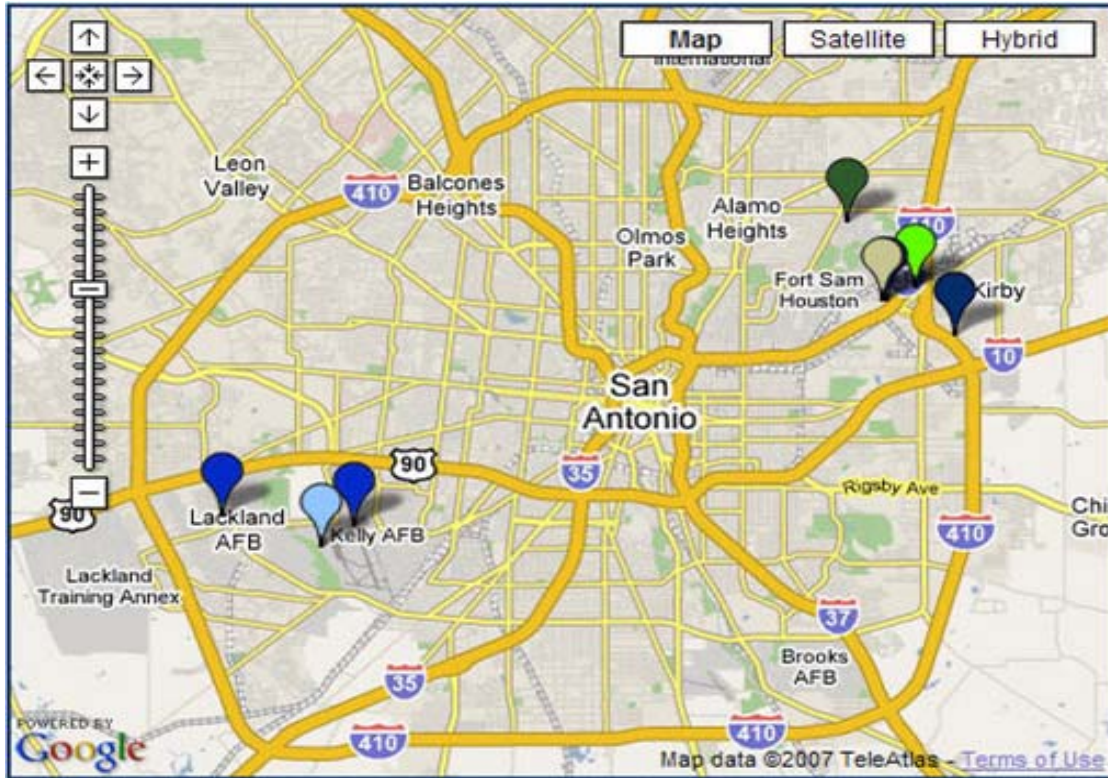 Map
Satellite
Hybrid
International
Leon
Valley
410
Balcones
Heights
Alamo
Heights
410
Olmos
Park
Fort Sam
Houston
Kirby
10
San
Antonio
90
35
Rigsby Ave
90
Lackland
AFB
Kelly AFB
Chi
Gro
410
Lackland
Training Annex
37
Brooks
AFB
35
410
410
POWERED BY
Google
Map data ©2007 TeleAtlas - Terms of Use